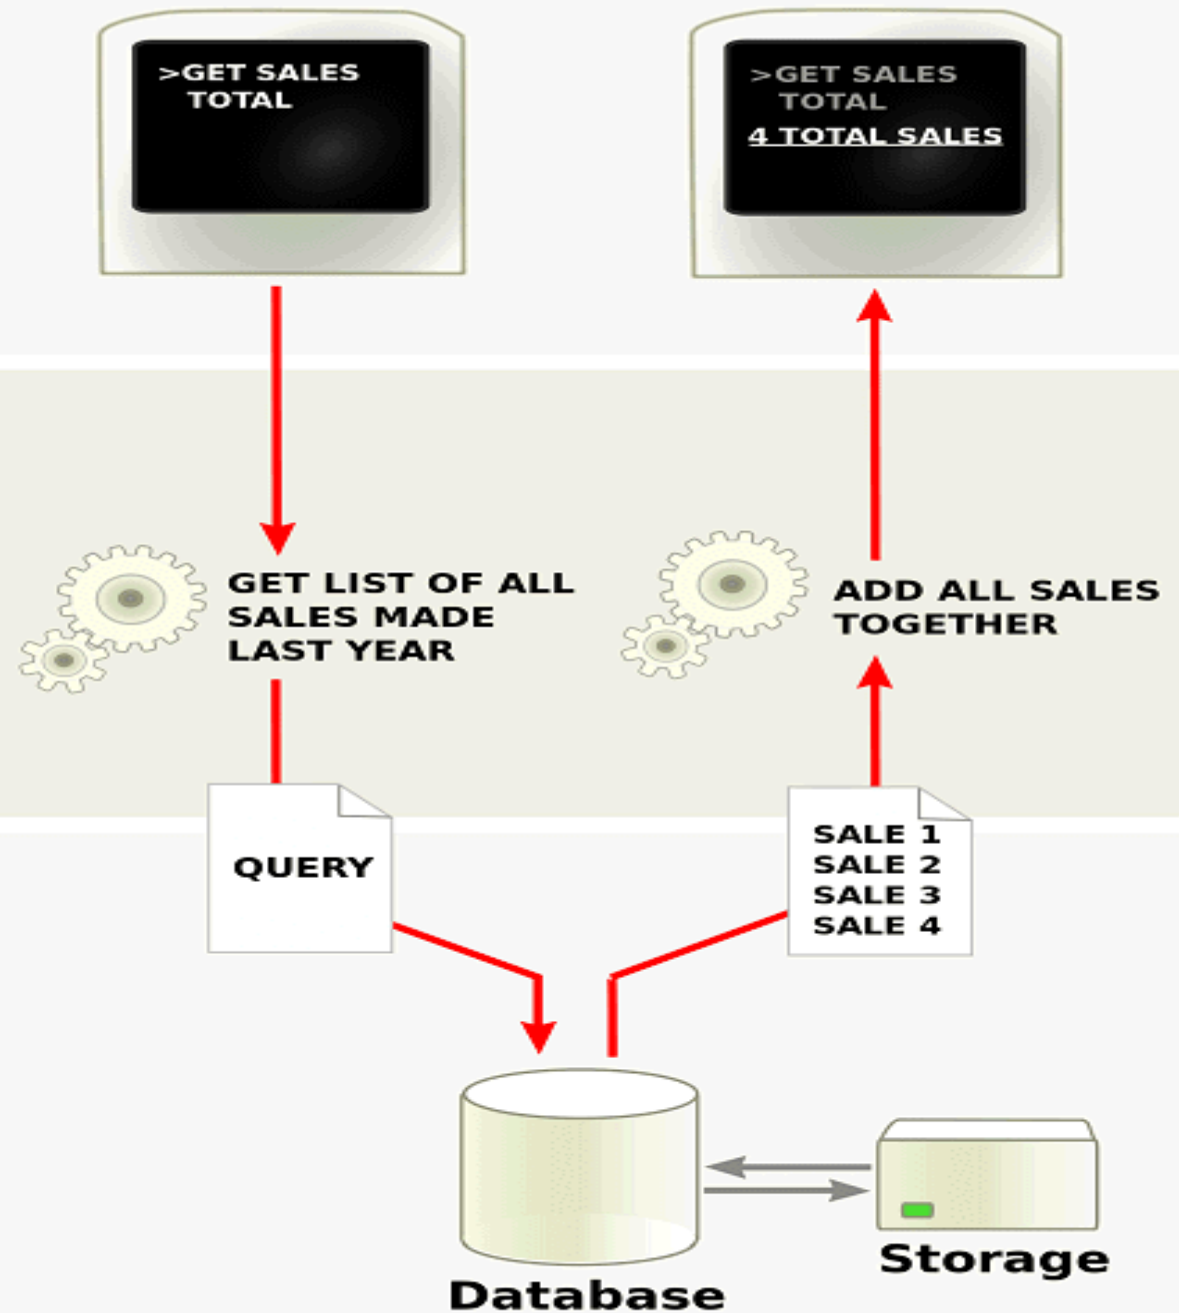 >GET SALES
TOTAL
>GET SALES
TOTAL
4 TOTAL SALES
GET LIST OF ALL
SALES MADE
LAST YEAR
ADD ALL SALES
TOGETHER
QUERY
SALE 1
SALE 2
SALE 3
SALE 4
Database
Storage